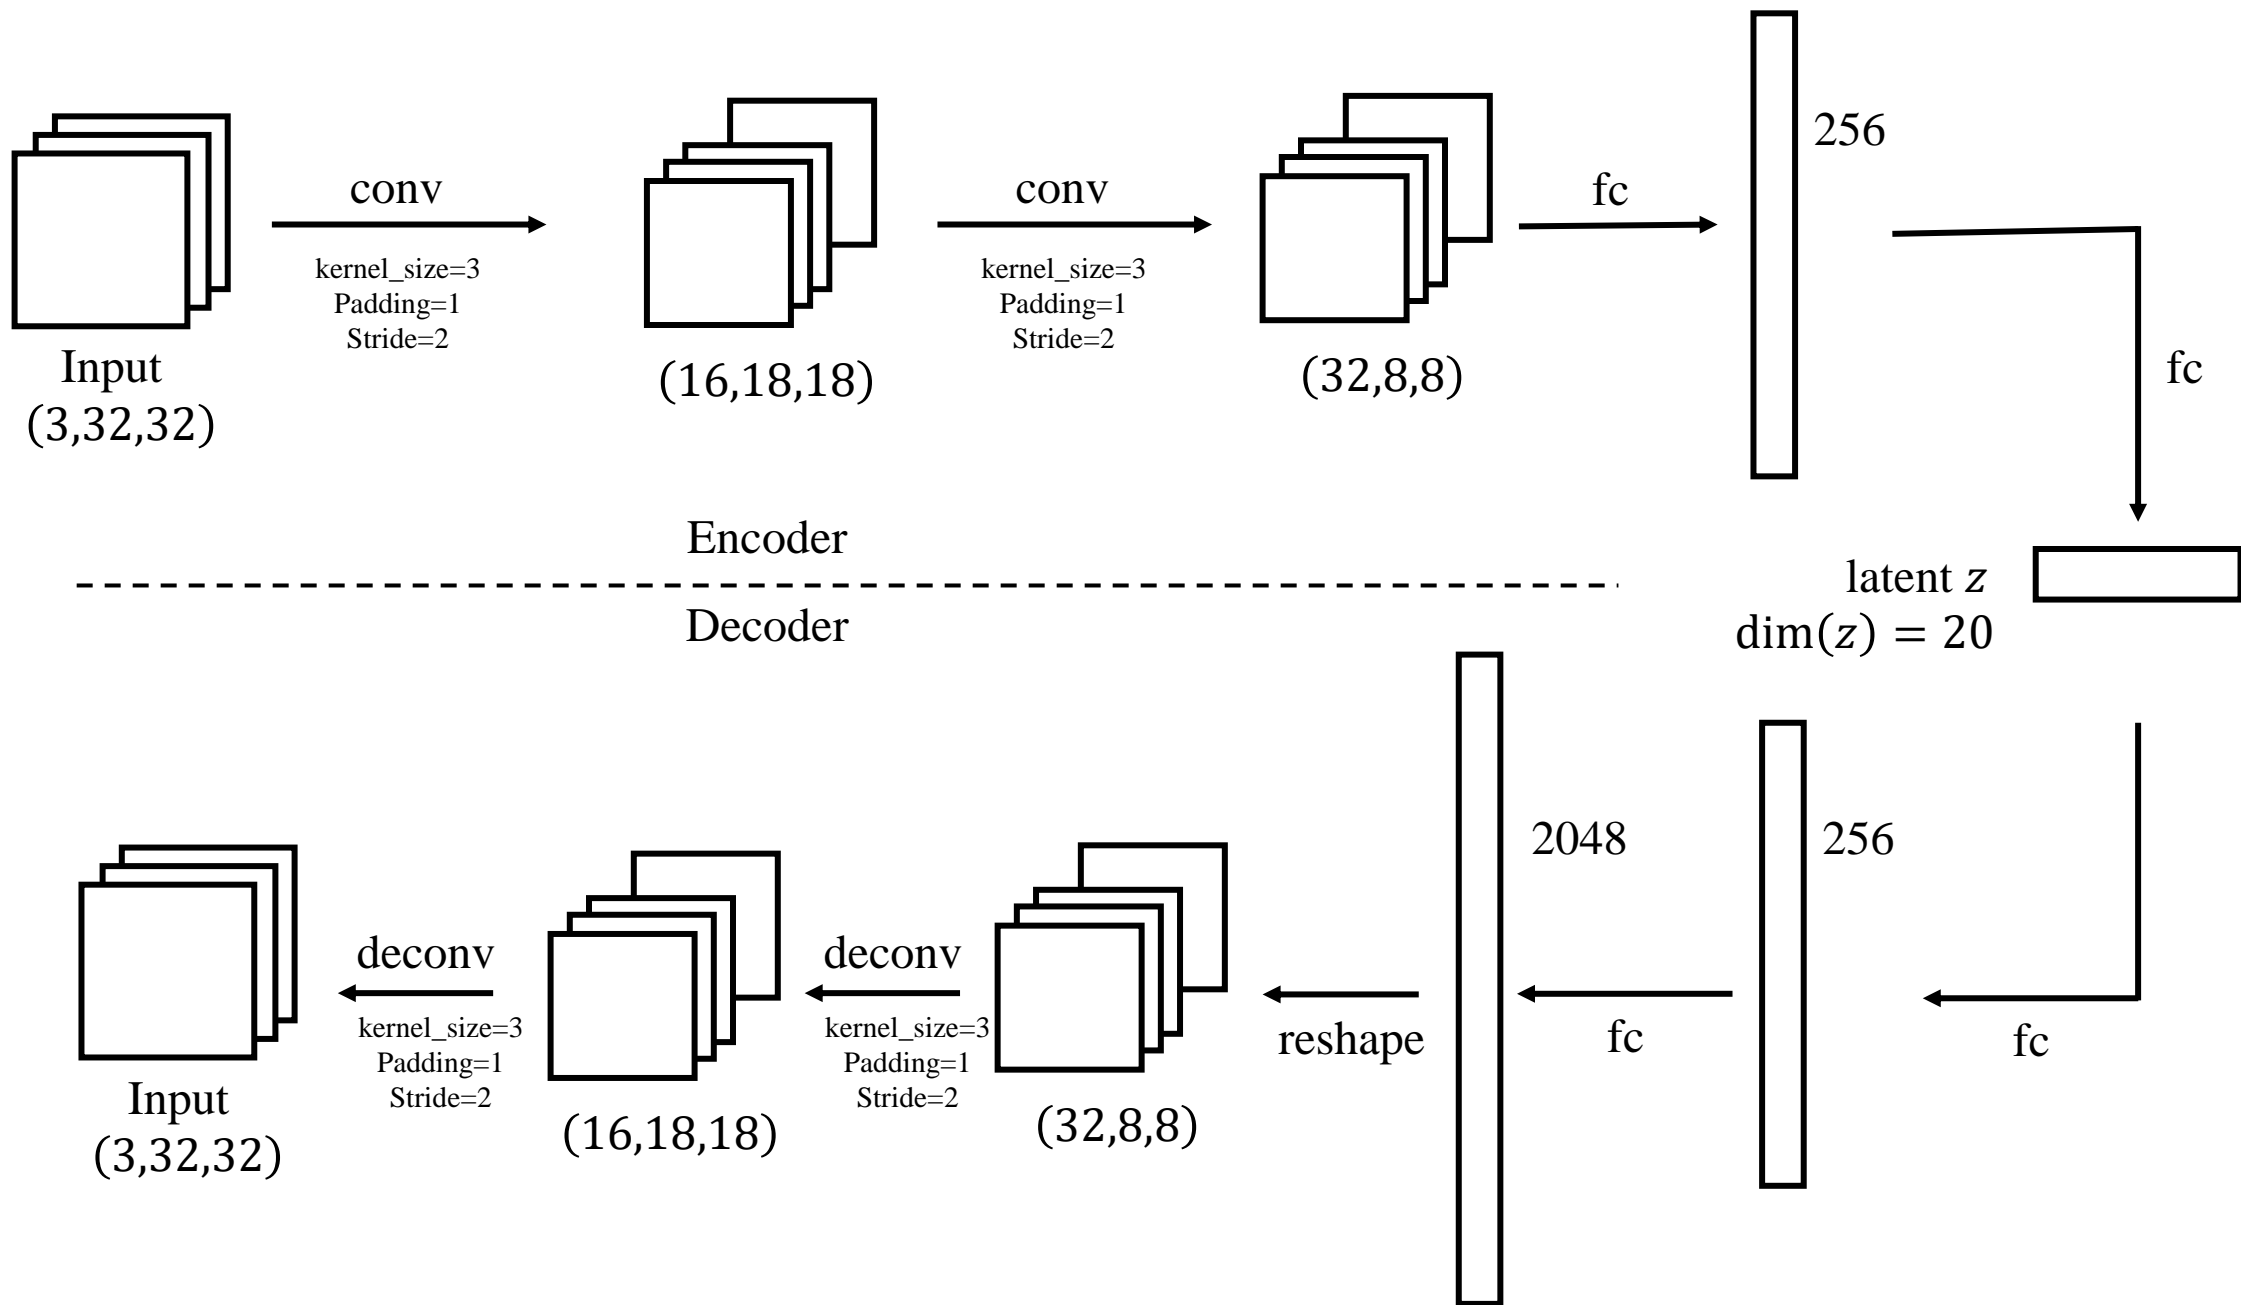 conv
kernel_size=3
Padding=1
Stride=2
Input
(3,32,32)
(16,18,18)
conv
kernel_size=3
Padding=1
Stride=2
(32,8,8)
fc
256
fc
Encoder
Decoder
latent z
dim(z) = 20
fc
256
fc
2048
reshape
(32,8,8)
deconv
kernel_size=3
Padding=1
Stride=2
(16,18,18)
deconv
kernel_size=3
Padding=1
Stride=2
Input
(3,32,32)